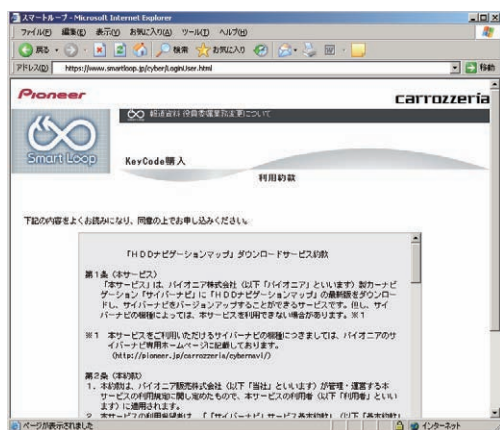 スマートループ - Microsoft Internet Explorer
ファイル(F) 編集(E) 表示(V) お気に入り(A) ツール(T) ヘルプ(H)
戻る 検索 お気に入り
アドレス(D) https://www.smartloop.jp/cyber/LoginUser.html 移動
Pioneer carrozzeria
Smart Loop
KeyCode購入
利用約款
下記の内容をよくお読みになり、同意の上でお申し込みください。
「HDDナビゲーションマップ」ダウンロードサービス約款
第1条（本サービス）
「本サービス」は、パイオニア株式会社（以下「パイオニア」といいます）製カーナビ
ゲーション「サイバーナビ」に「HDDナビゲーションマップ」の最新版をダウンロー
ドし、サイバーナビをバージョンアップすることができるサービスです。但し、サイ
バーナビの機種によっては、本サービスを利用できない場合があります。※1
※1 本サービスをご利用いただけるサイバーナビの機種につきましては、パイオニアのサ
イバーナビ専用ホームページに記載しております。
(http://pioneer.jp/carrozzeria/cybernavi/)
第2条（本約款）
1. 本約款は、パイオニア販売株式会社（以下「当社」といいます）が管理・運営する本
サービスの利用規定に関し定めたもので、本サービスの利用者（以下「利用者」といい
ます）に適用されます。
ページが表示されました インターネット